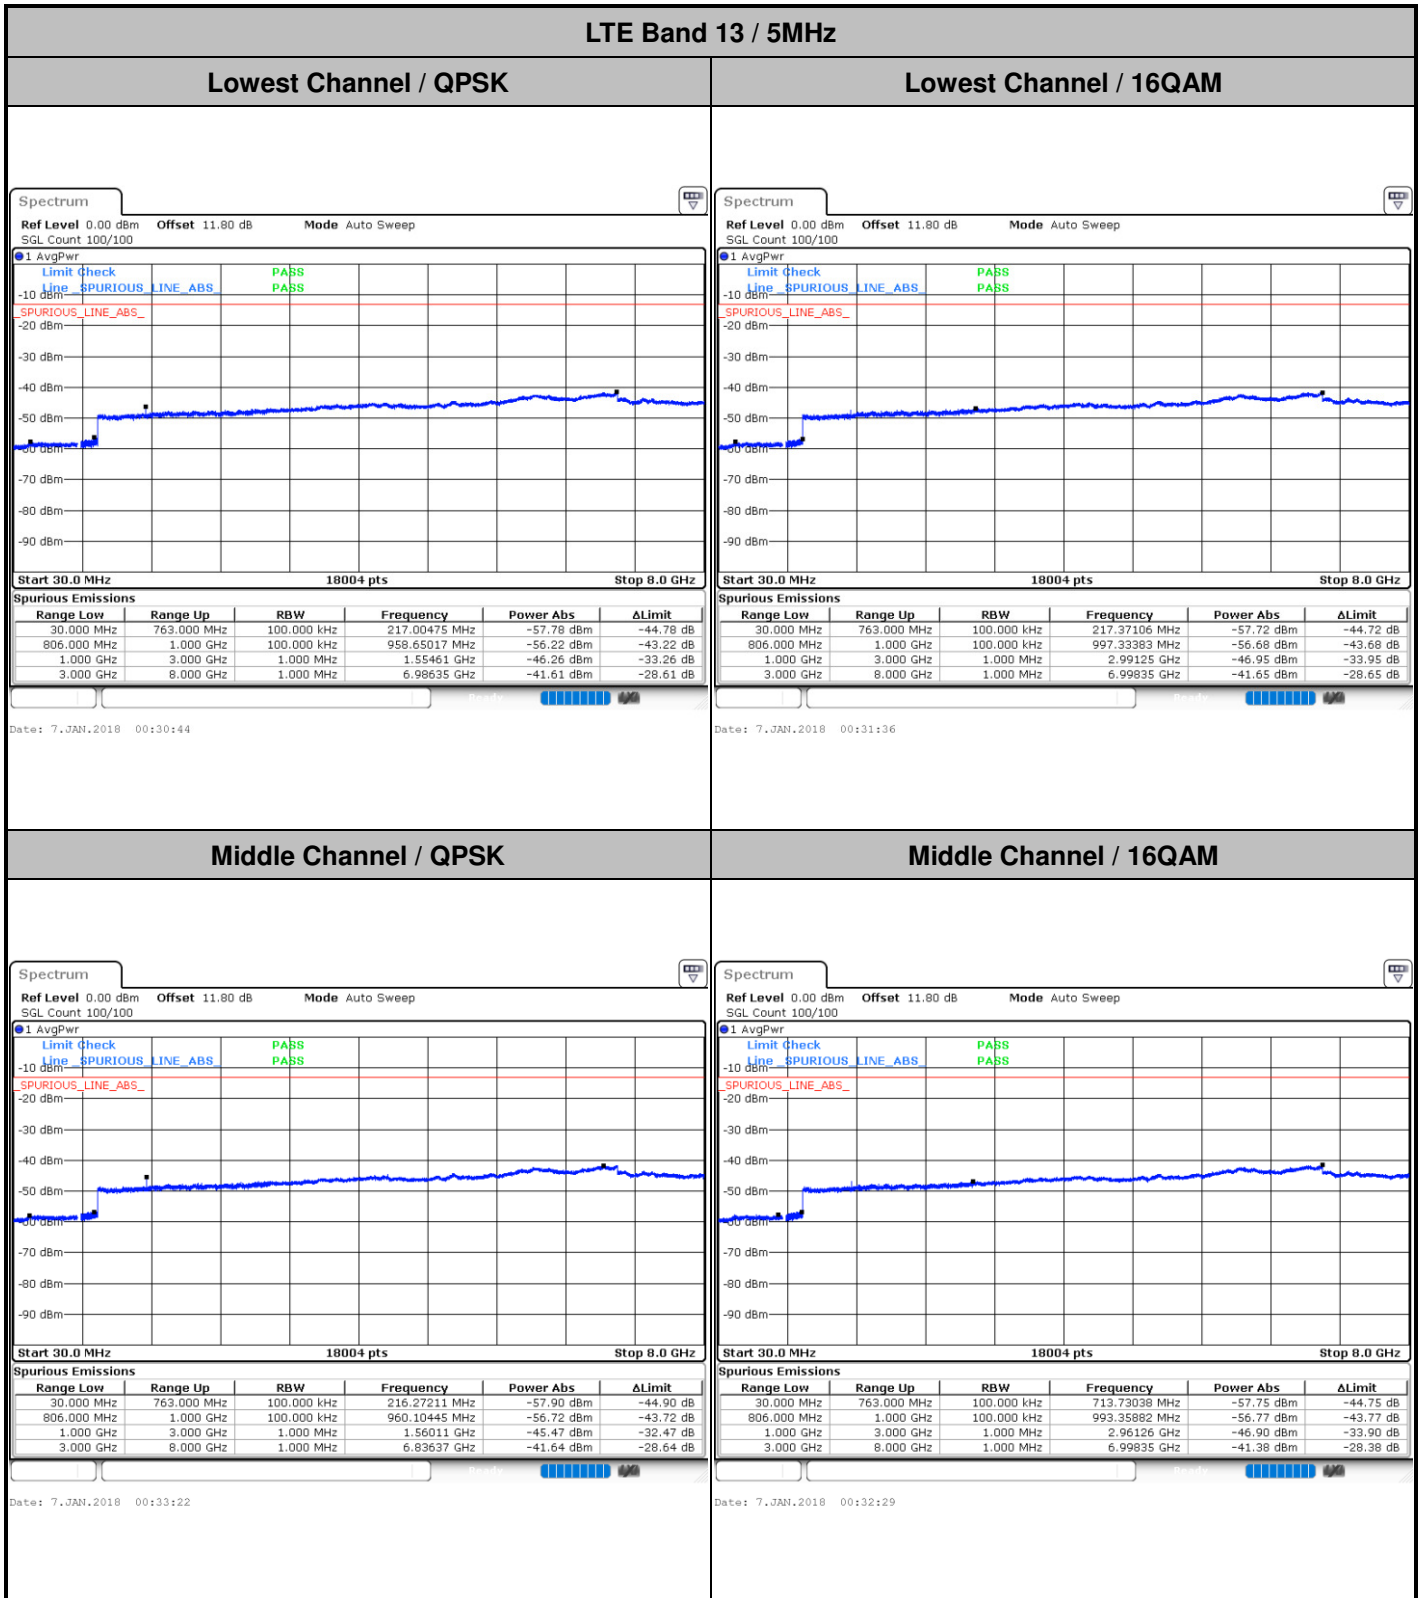 LTE Band 13 / 5MHz
Lowest Channel / QPSK
Lowest Channel / 16QAM
Spectrum
Ref Level 0.00 dBm Offset 11.80 dB Mode Auto Sweep
SGL Count 100/100
1 AvgPwr
Limit Check PASS
Line _SPURIOUS_LINE_ABS_ PASS
-10 dBm
_SPURIOUS_LINE_ABS_
-20 dBm
-30 dBm
-40 dBm
-50 dBm
-60 dBm
-70 dBm
-80 dBm
-90 dBm
Start 30.0 MHz 18004 pts Stop 8.0 GHz
Spurious Emissions
Range Low Range Up RBW Frequency Power Abs ΔLimit
30.000 MHz 763.000 MHz 100.000 kHz 217.00475 MHz -57.78 dBm -44.78 dB
806.000 MHz 1.000 GHz 100.000 kHz 958.65017 MHz -56.22 dBm -43.22 dB
1.000 GHz 3.000 GHz 1.000 MHz 1.55461 GHz -46.26 dBm -33.26 dB
3.000 GHz 8.000 GHz 1.000 MHz 6.98635 GHz -41.61 dBm -28.61 dB
Ready
Date: 7.JAN.2018 00:30:44
Spectrum
Ref Level 0.00 dBm Offset 11.80 dB Mode Auto Sweep
SGL Count 100/100
1 AvgPwr
Limit Check PASS
Line _SPURIOUS_LINE_ABS_ PASS
-10 dBm
_SPURIOUS_LINE_ABS_
-20 dBm
-30 dBm
-40 dBm
-50 dBm
-60 dBm
-70 dBm
-80 dBm
-90 dBm
Start 30.0 MHz 18004 pts Stop 8.0 GHz
Spurious Emissions
Range Low Range Up RBW Frequency Power Abs ΔLimit
30.000 MHz 763.000 MHz 100.000 kHz 217.37106 MHz -57.72 dBm -44.72 dB
806.000 MHz 1.000 GHz 100.000 kHz 997.33383 MHz -56.68 dBm -43.68 dB
1.000 GHz 3.000 GHz 1.000 MHz 2.99125 GHz -46.95 dBm -33.95 dB
3.000 GHz 8.000 GHz 1.000 MHz 6.99835 GHz -41.65 dBm -28.65 dB
Ready
Date: 7.JAN.2018 00:31:36
Middle Channel / QPSK
Middle Channel / 16QAM
Spectrum
Ref Level 0.00 dBm Offset 11.80 dB Mode Auto Sweep
SGL Count 100/100
1 AvgPwr
Limit Check PASS
Line _SPURIOUS_LINE_ABS_ PASS
-10 dBm
_SPURIOUS_LINE_ABS_
-20 dBm
-30 dBm
-40 dBm
-50 dBm
-60 dBm
-70 dBm
-80 dBm
-90 dBm
Start 30.0 MHz 18004 pts Stop 8.0 GHz
Spurious Emissions
Range Low Range Up RBW Frequency Power Abs ΔLimit
30.000 MHz 763.000 MHz 100.000 kHz 216.27211 MHz -57.90 dBm -44.90 dB
806.000 MHz 1.000 GHz 100.000 kHz 960.10445 MHz -56.72 dBm -43.72 dB
1.000 GHz 3.000 GHz 1.000 MHz 1.56011 GHz -45.47 dBm -32.47 dB
3.000 GHz 8.000 GHz 1.000 MHz 6.83637 GHz -41.64 dBm -28.64 dB
Ready
Date: 7.JAN.2018 00:33:22
Spectrum
Ref Level 0.00 dBm Offset 11.80 dB Mode Auto Sweep
SGL Count 100/100
1 AvgPwr
Limit Check PASS
Line _SPURIOUS_LINE_ABS_ PASS
-10 dBm
_SPURIOUS_LINE_ABS_
-20 dBm
-30 dBm
-40 dBm
-50 dBm
-60 dBm
-70 dBm
-80 dBm
-90 dBm
Start 30.0 MHz 18004 pts Stop 8.0 GHz
Spurious Emissions
Range Low Range Up RBW Frequency Power Abs ΔLimit
30.000 MHz 763.000 MHz 100.000 kHz 713.73038 MHz -57.75 dBm -44.75 dB
806.000 MHz 1.000 GHz 100.000 kHz 993.35882 MHz -56.77 dBm -43.77 dB
1.000 GHz 3.000 GHz 1.000 MHz 2.96126 GHz -46.90 dBm -33.90 dB
3.000 GHz 8.000 GHz 1.000 MHz 6.99835 GHz -41.38 dBm -28.38 dB
Ready
Date: 7.JAN.2018 00:32:29